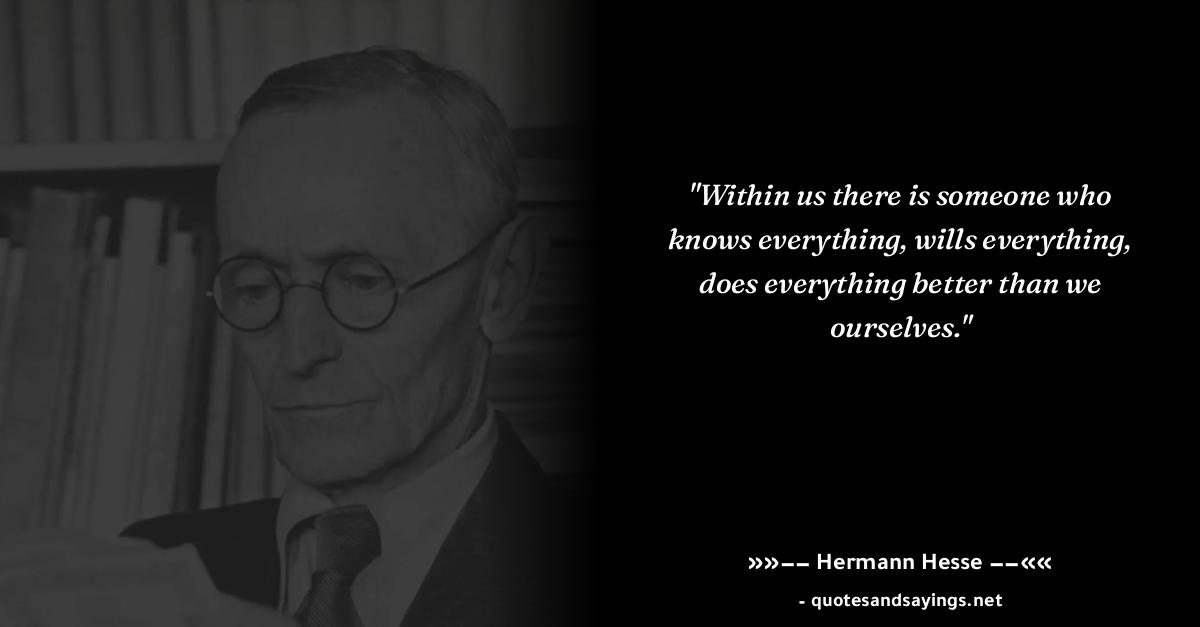 "Within us there is someone who
knows everything, wills everything,
does everything better than we
ourselves."
»»−− Hermann Hesse −−««
- quotesandsayings.net